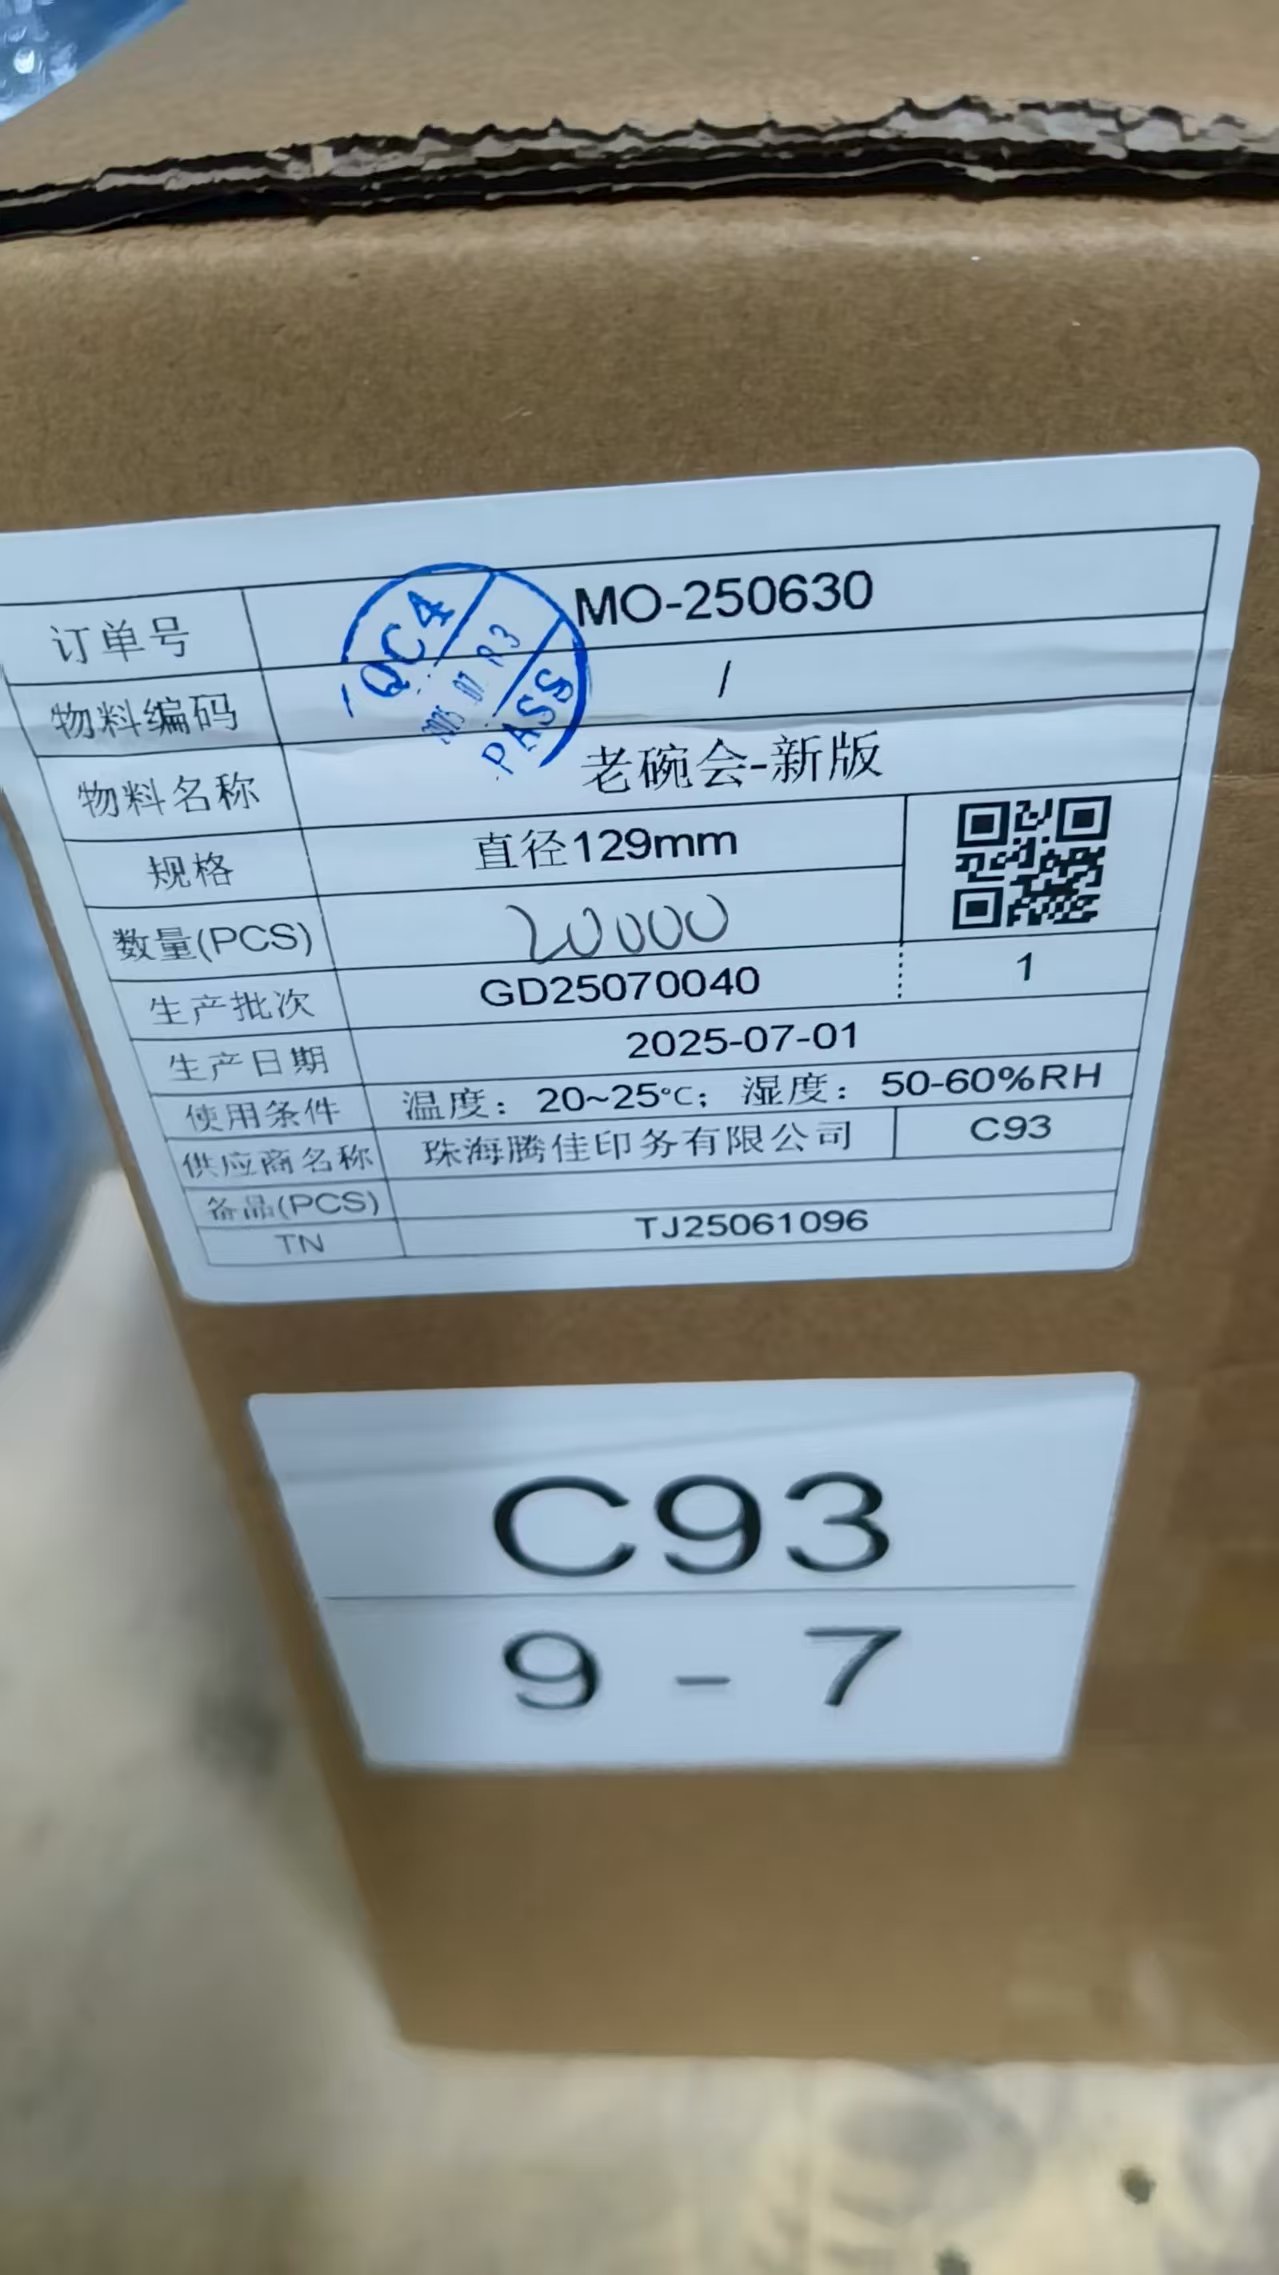 订单号 MO-250630
QC4
2025 07 03
PASS
物料编码 /
物料名称 老碗会-新版
规格 直径129mm
数量(PCS) 20000
生产批次 GD25070040 1
生产日期 2025-07-01
使用条件 温度：20~25℃；湿度：50-60%RH
供应商名称 珠海腾佳印务有限公司 C93
备品(PCS)
TN TJ25061096
C93
9 - 7